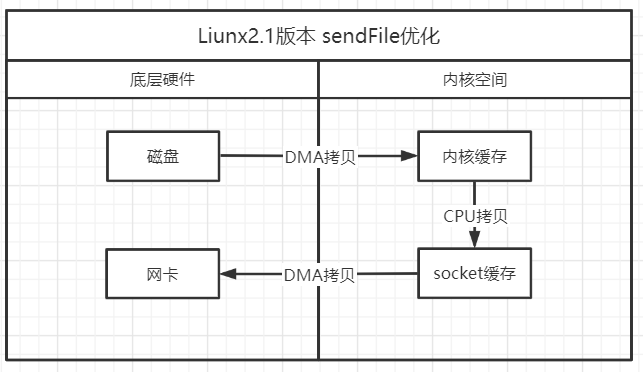 Liunx2.1版本 sendFile优化
底层硬件
内核空间
磁盘
DMA拷贝
内核缓存
CPU拷贝
网卡
DMA拷贝
socket缓存